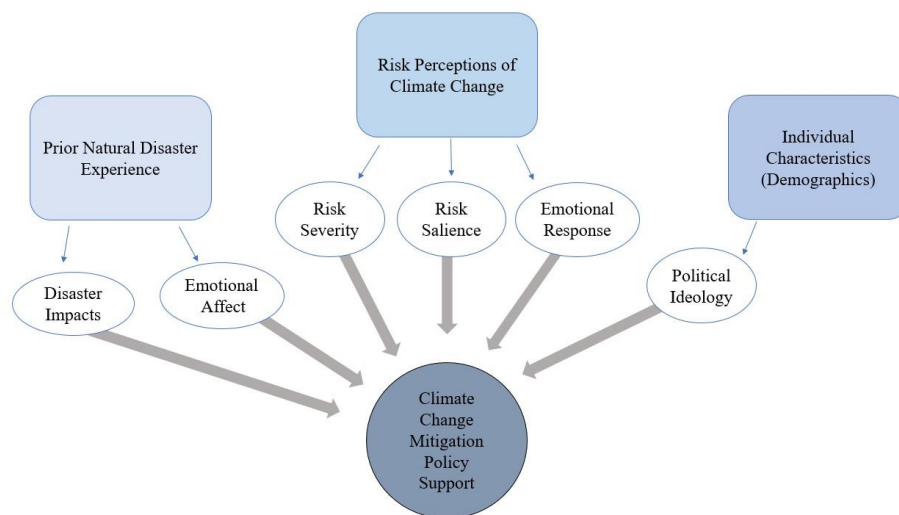 Risk Perceptions of
Climate Change
Prior Natural Disaster
Experience
Individual
Characteristics
(Demographics)
Risk
Severity
Risk
Salience
Emotional
Response
Disaster
Impacts
Emotional
Affect
Political
Ideology
Climate
Change
Mitigation
Policy
Support